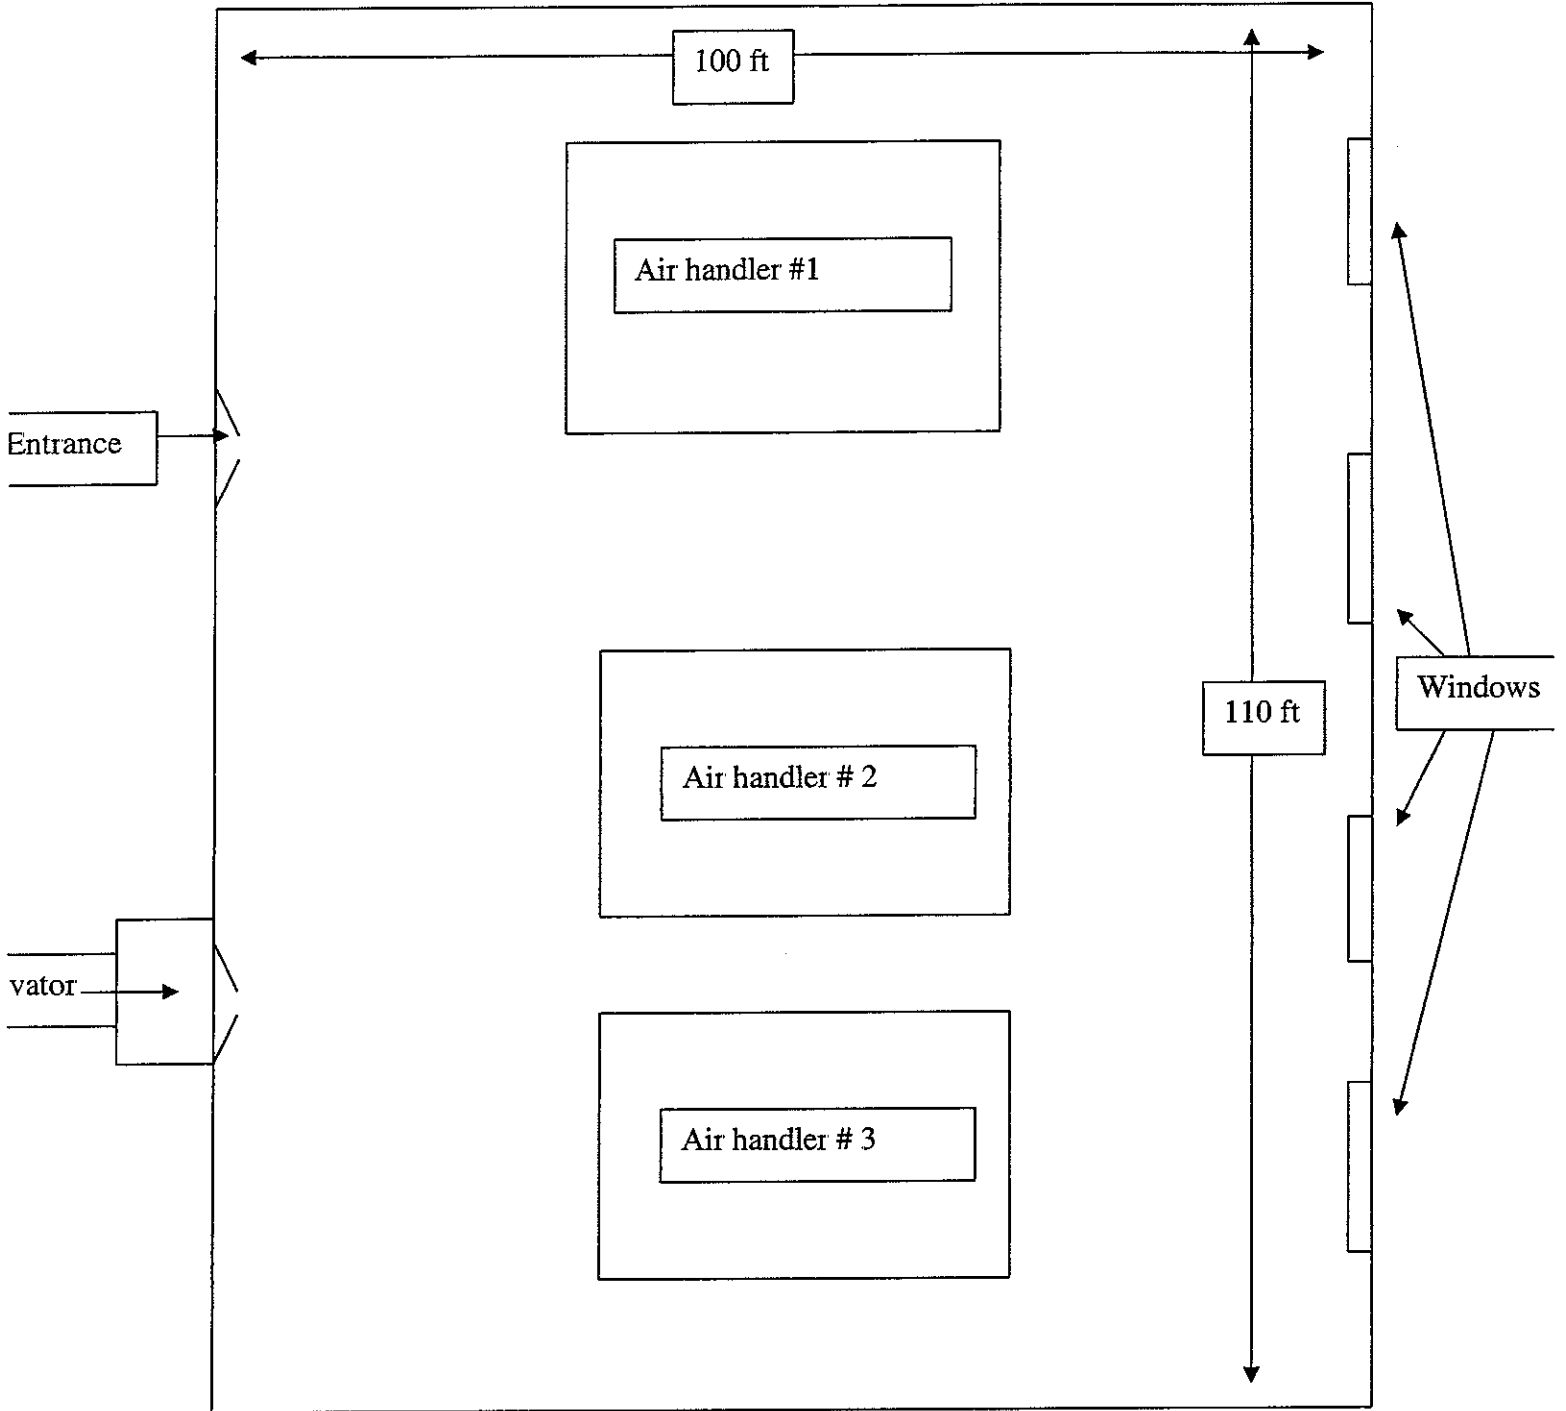 100 ft
Air handler #1
Entrance
Windows
110 ft
Air handler # 2
vator
Air handler # 3